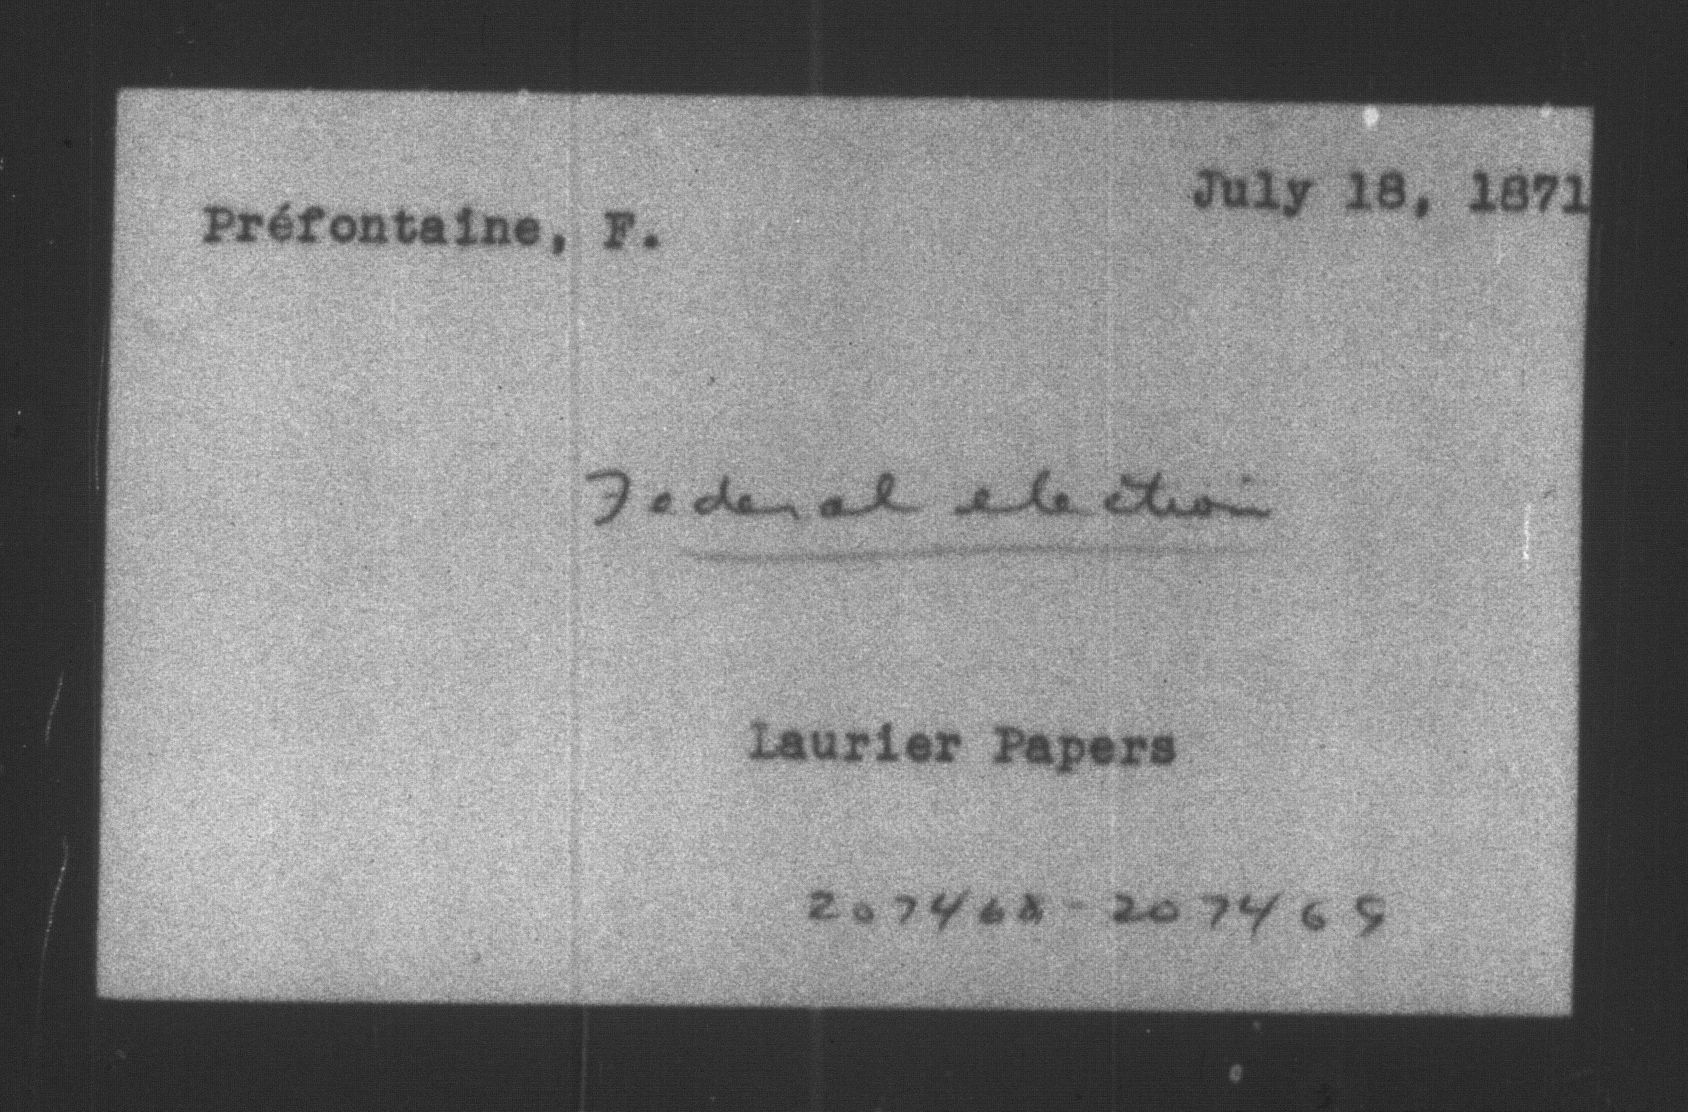 July 18, 1871
Préfontaine, F.
Federal election
Laurier Papers
207468 - 207469